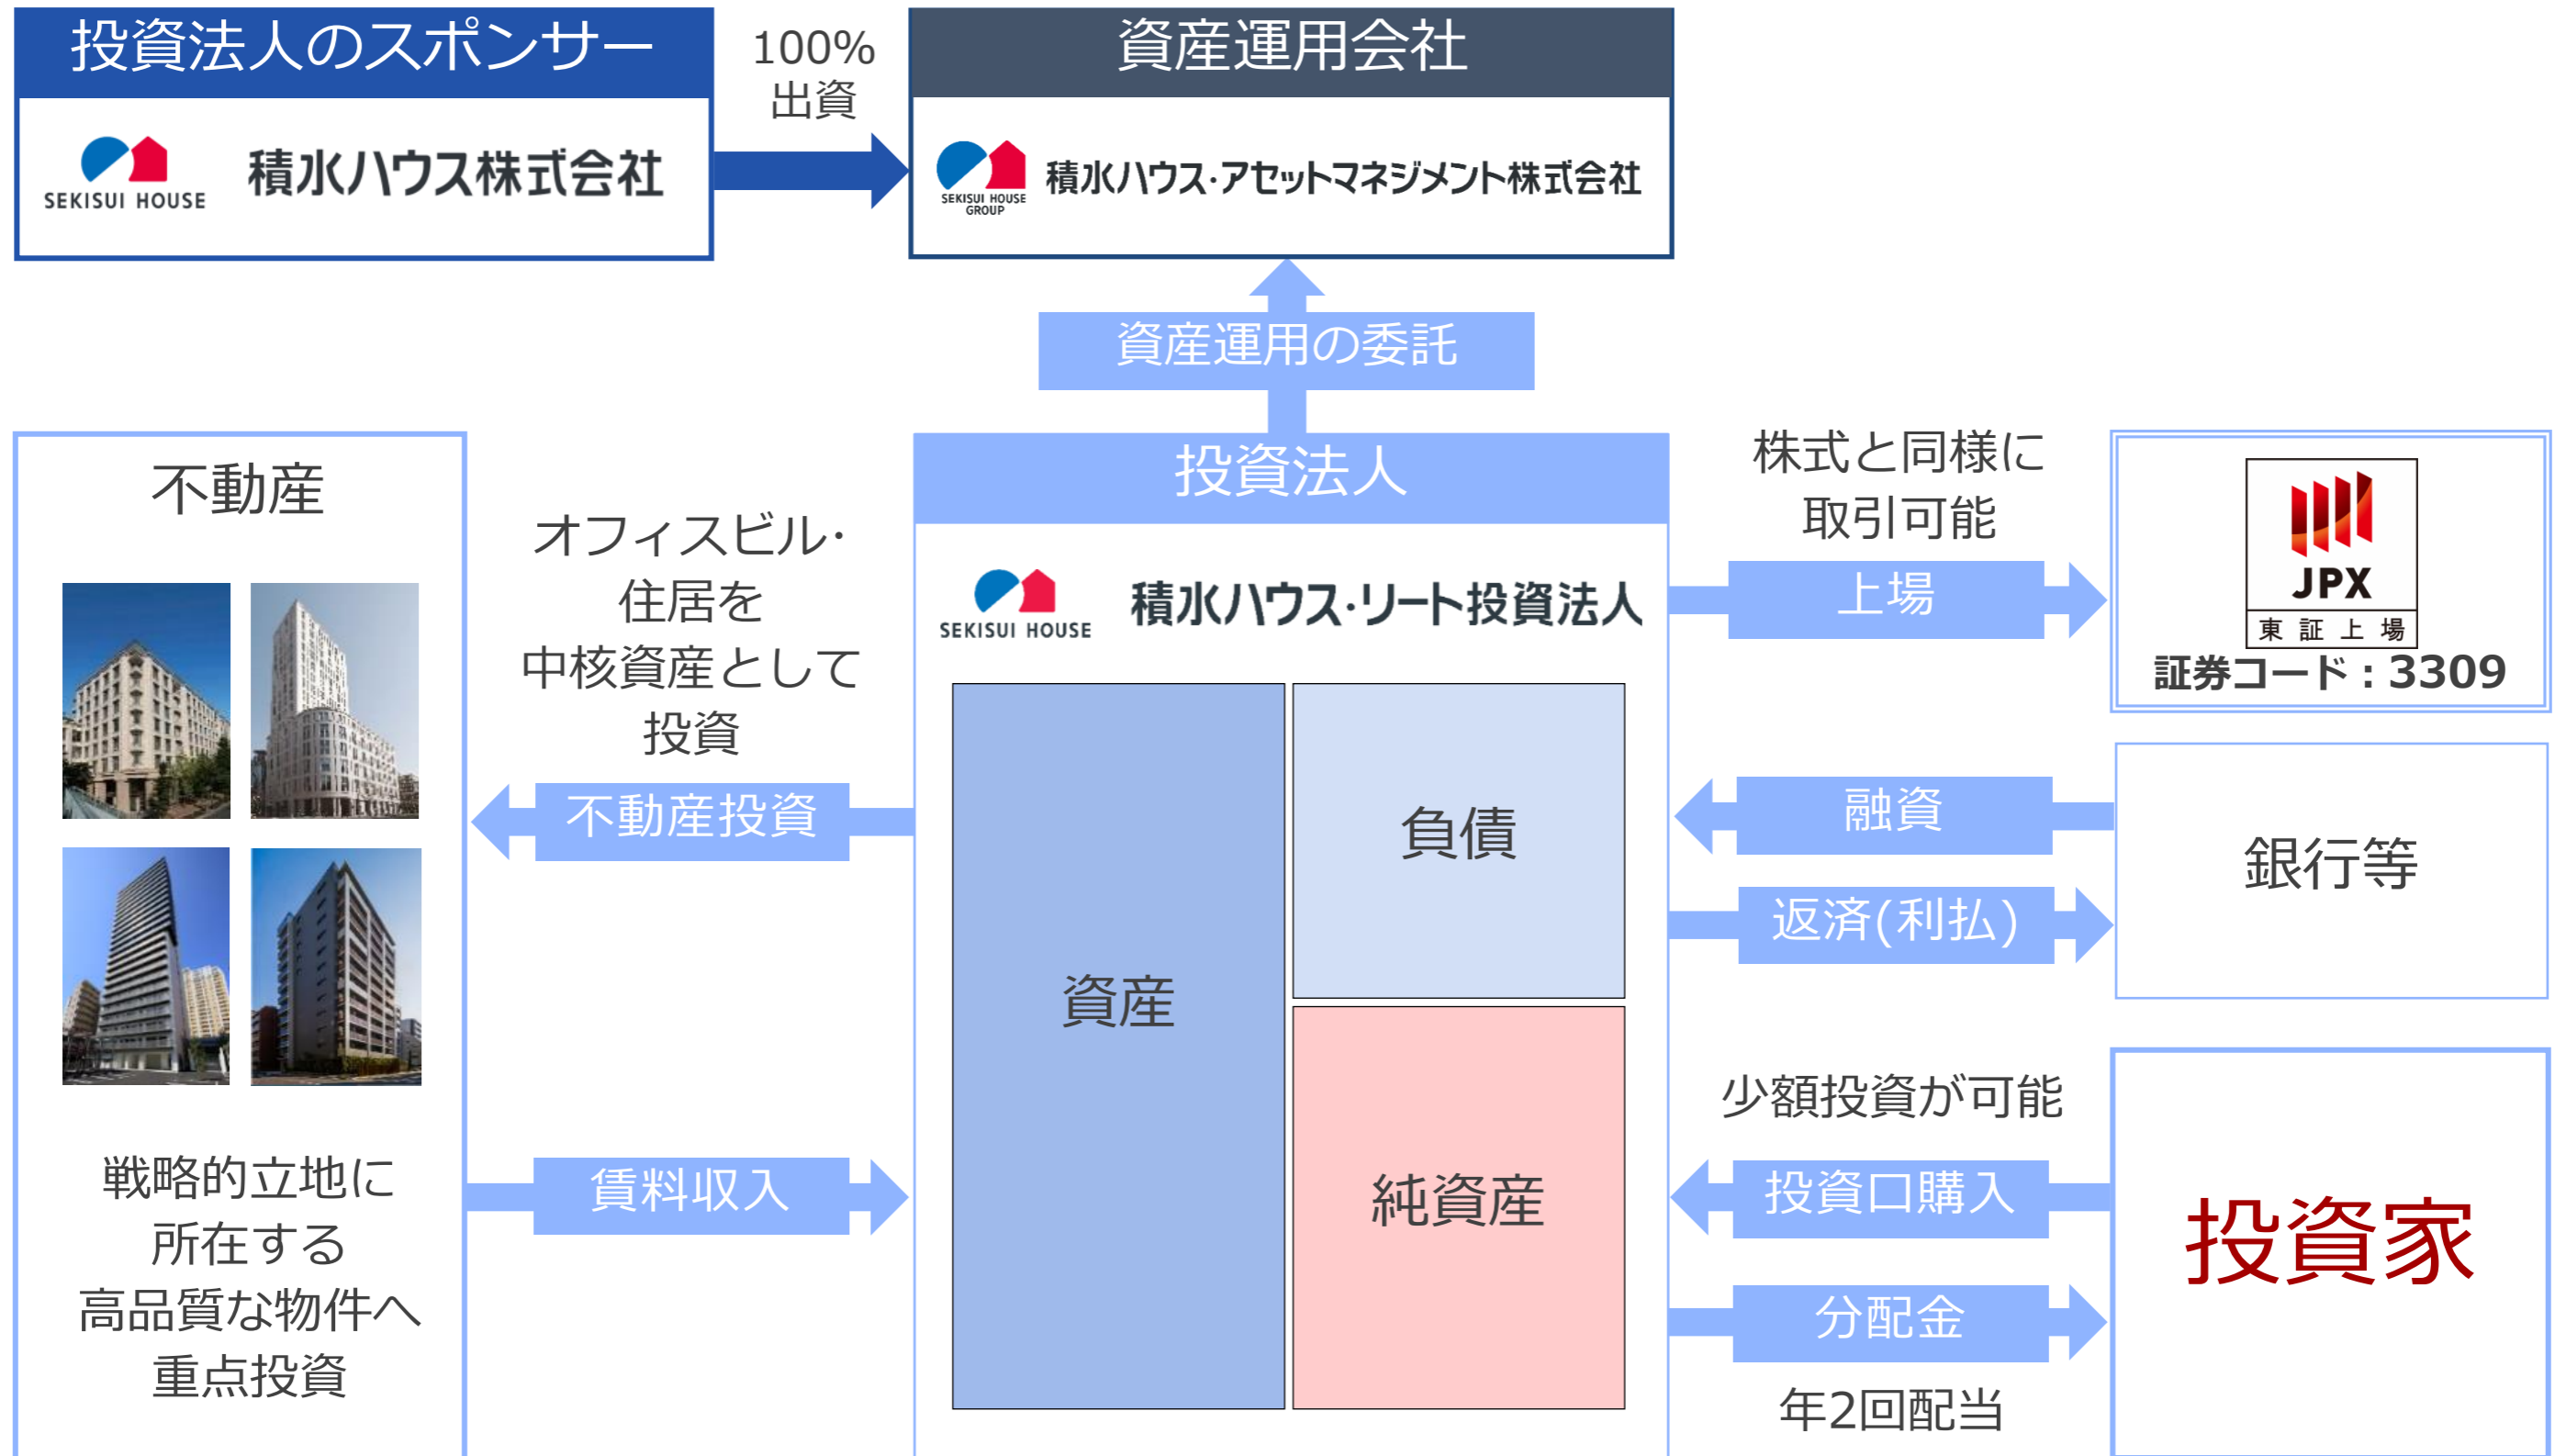 投資法人のスポンサー
SEKISUI HOUSE
積水ハウス株式会社
100%
出資
資産運用会社
SEKISUI HOUSE
GROUP
積水ハウス・アセットマネジメント株式会社
資産運用の委託
不動産
戦略的立地に
所在する
高品質な物件へ
重点投資
オフィスビル・
住居を
中核資産として
投資
不動産投資
賃料収入
投資法人
SEKISUI HOUSE
積水ハウス・リート投資法人
資産
負債
純資産
株式と同様に
取引可能
上場
JPX
東証上場
証券コード：3309
融資
返済(利払)
銀行等
少額投資が可能
投資口購入
分配金
年2回配当
投資家